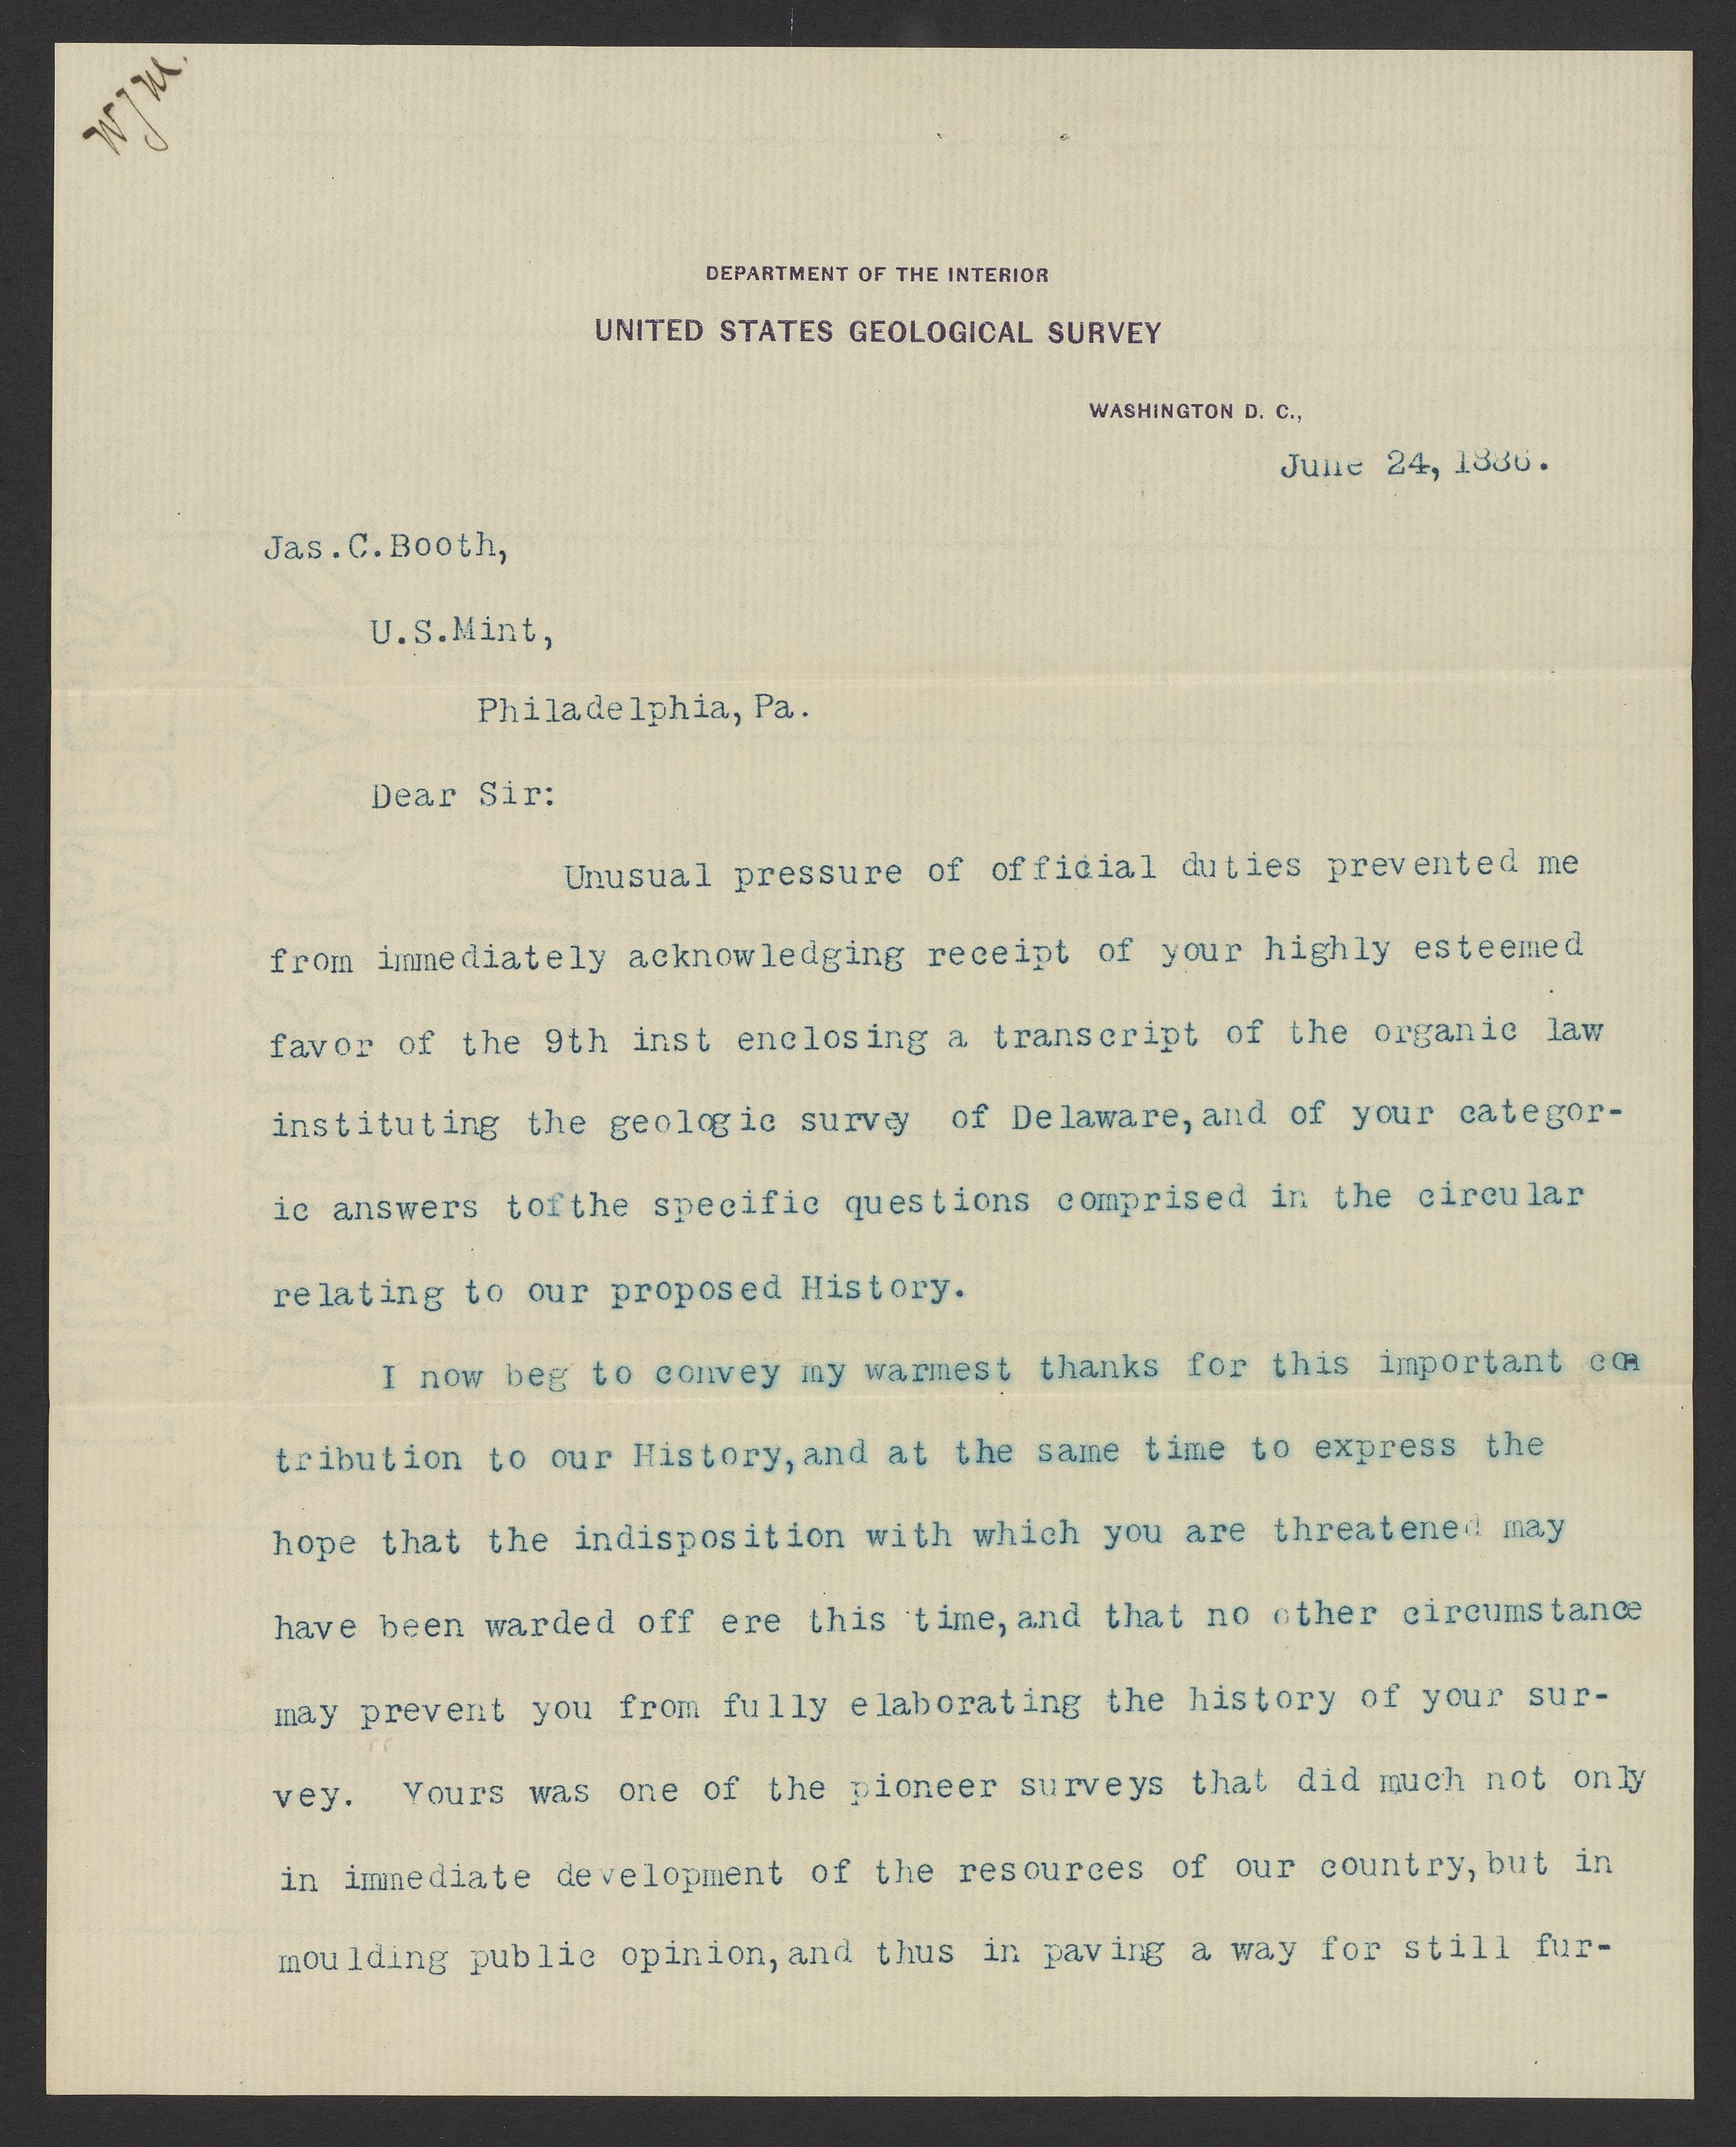 WJM.
DEPARTMENT OF THE INTERIOR
UNITED STATES GEOLOGICAL SURVEY
WASHINGTON D. C.,
June 24, 1886.
Jas.C.Booth,
U.S.Mint,
Philadelphia,Pa.
Dear Sir:
Unusual pressure of official duties prevented me
from immediately acknowledging receipt of your highly esteemed
favor of the 9th inst enclosing a transcript of the organic law
instituting the geologic survey of Delaware,and of your categor-
ic answers tofthe specific questions comprised in the circular
relating to our proposed History.
I now beg to convey my warmest thanks for this important con
tribution to our History,and at the same time to express the
hope that the indisposition with which you are threatened may
have been warded off ere this time,and that no other circumstance
may prevent you from fully elaborating the history of your sur-
vey. Yours was one of the pioneer surveys that did much not only
in immediate development of the resources of our country,but in
moulding public opinion,and thus in paving a way for still fur-